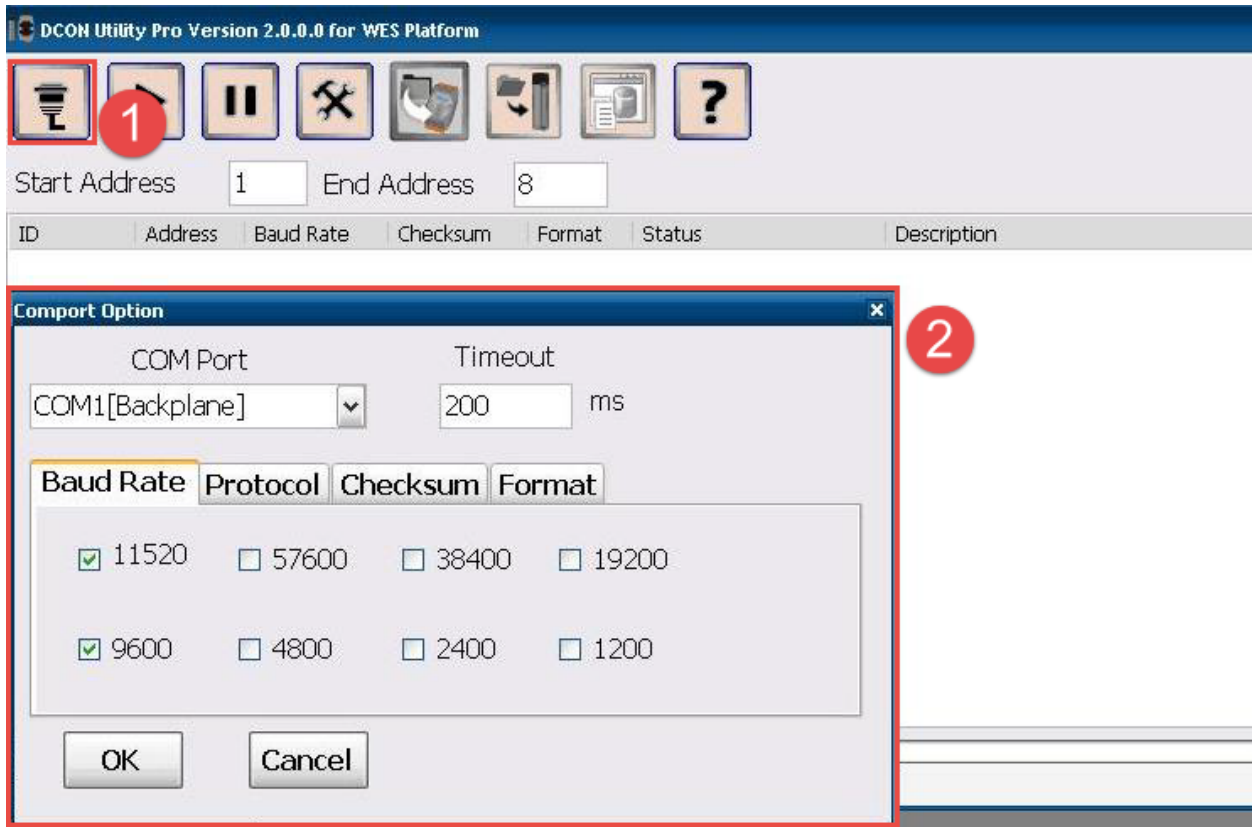 DCON Utility Pro Version 2.0.0.0 for WES Platform
1
?
Start Address 1 End Address 8
ID Address Baud Rate Checksum Format Status Description
Comport Option
2
COM Port Timeout
COM1[Backplane] 200 ms
Baud Rate Protocol Checksum Format
11520 57600 38400 19200
9600 4800 2400 1200
OK Cancel